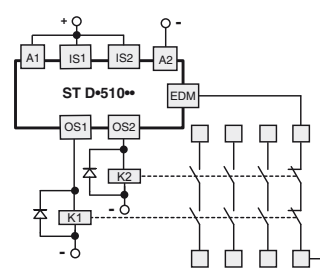 + -
A1 IS1 IS2 A2
ST D•510••
EDM
OS1 OS2
K2
-
K1
-